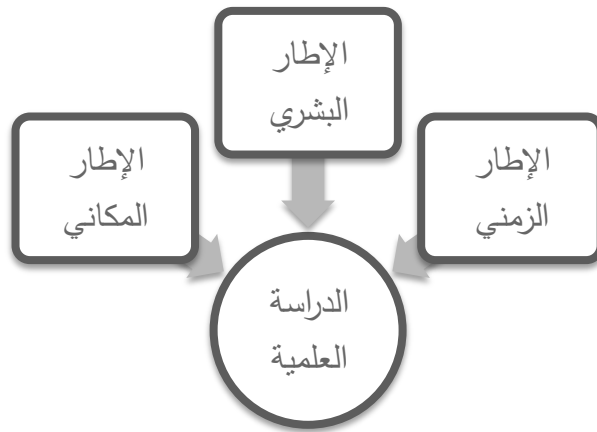 الإطار
البشري
الإطار
الزمني
الإطار
المكاني
الدراسة
العلمية